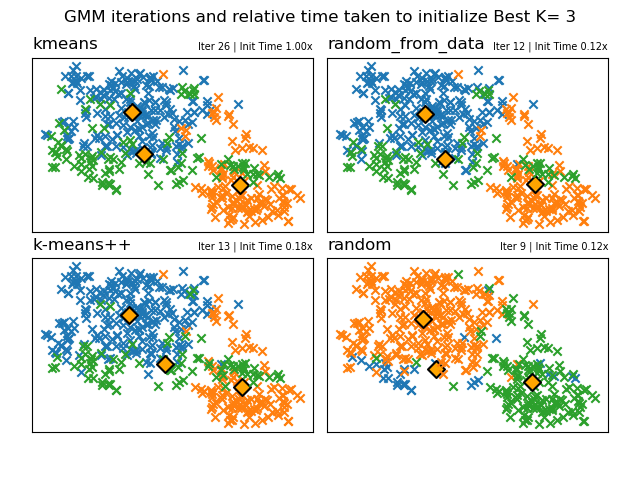 GMM iterations and relative time taken to initialize Best K= 3
kmeans
Iter 26 | Init Time 1.00x
random_from_data
Iter 12 | Init Time 0.12x
k-means++
Iter 13 | Init Time 0.18x
random
Iter 9 | Init Time 0.12x